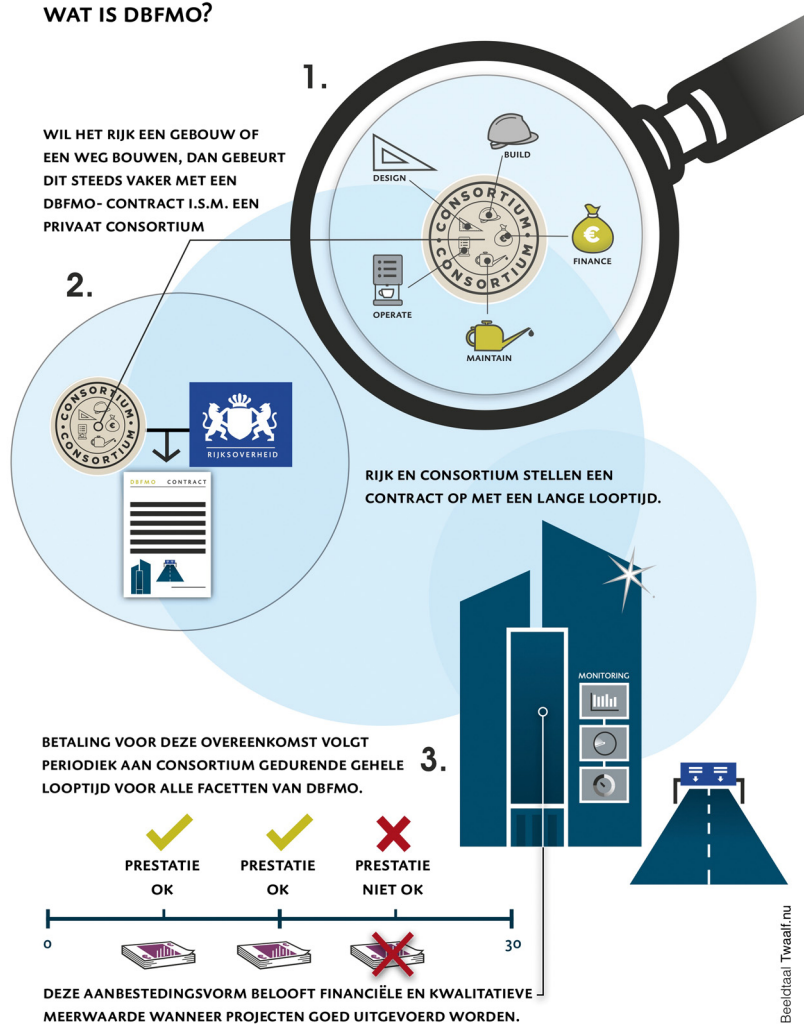 WAT IS DBFMO?
1.
WIL HET RIJK EEN GEBOUW OF
EEN WEG BOUWEN, DAN GEBEURT
DIT STEEDS VAKER MET EEN
DBFMO- CONTRACT I.S.M. EEN
PRIVAAT CONSORTIUM
DESIGN
BUILD
FINANCE
MAINTAIN
OPERATE
CONSORTIUM
CONSORTIUM
2.
CONSORTIUM
CONSORTIUM
RIJKSOVERHEID
DBFMO CONTRACT
RIJK EN CONSORTIUM STELLEN EEN
CONTRACT OP MET EEN LANGE LOOPTIJD.
MONITORING
3.
BETALING VOOR DEZE OVEREENKOMST VOLGT
PERIODIEK AAN CONSORTIUM GEDURENDE GEHELE
LOOPTIJD VOOR ALLE FACETTEN VAN DBFMO.
PRESTATIE
OK
PRESTATIE
OK
PRESTATIE
NIET OK
0
30
DEZE AANBESTEDINGSVORM BELOOFT FINANCIËLE EN KWALITATIEVE
MEERWAARDE WANNEER PROJECTEN GOED UITGEVOERD WORDEN.
Beeldtaal Twaalf.nu